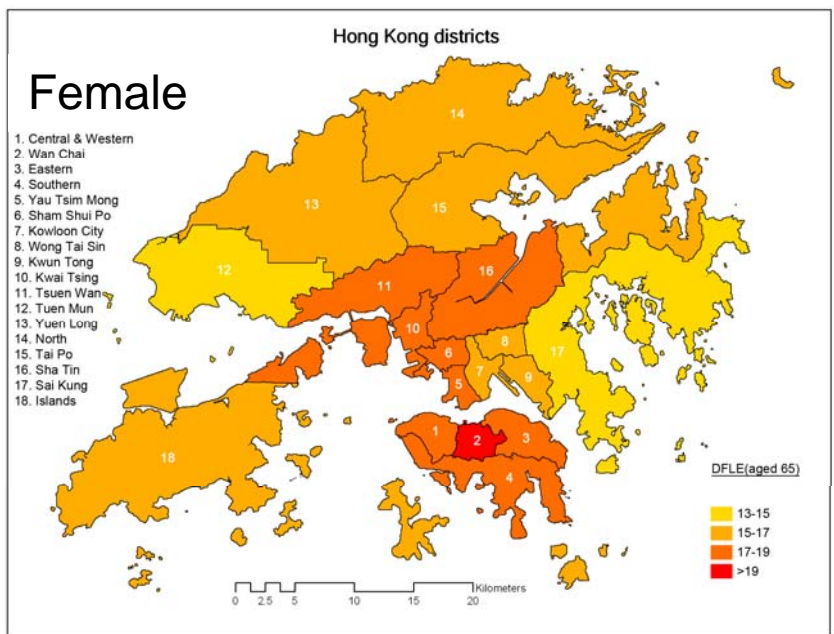 Hong Kong districts
Female
1. Central & Western
2. Wan Chai
3. Eastern
4. Southern
5. Yau Tsim Mong
6. Sham Shui Po
7. Kowloon City
8. Wong Tai Sin
9. Kwun Tong
10. Kwai Tsing
11. Tsuen Wan
12. Tuen Mun
13. Yuen Long
14. North
15. Tai Po
16. Sha Tin
17. Sai Kung
18. Islands
14
13
15
12
16
11
10
8
6
17
7
9
5
1
2
3
18
4
DFLE(aged 65)
13-15
15-17
17-19
>19
Kilometers
0 2.5 5 10 15 20